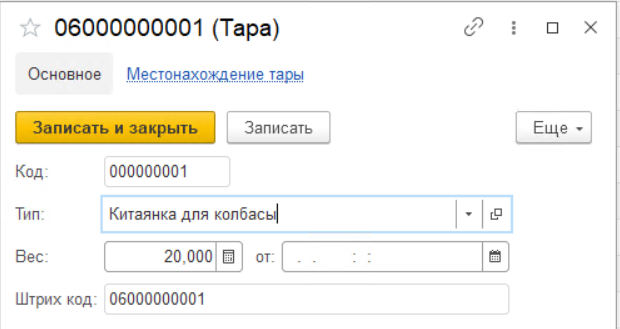 06000000001 (Тара)
Основное Местонахождение тары
Записать и закрыть Записать Еще
Код: 000000001
Тип: Китаянка для колбасы
Вес: 20,000 от: . . : :
Штрих код: 06000000001